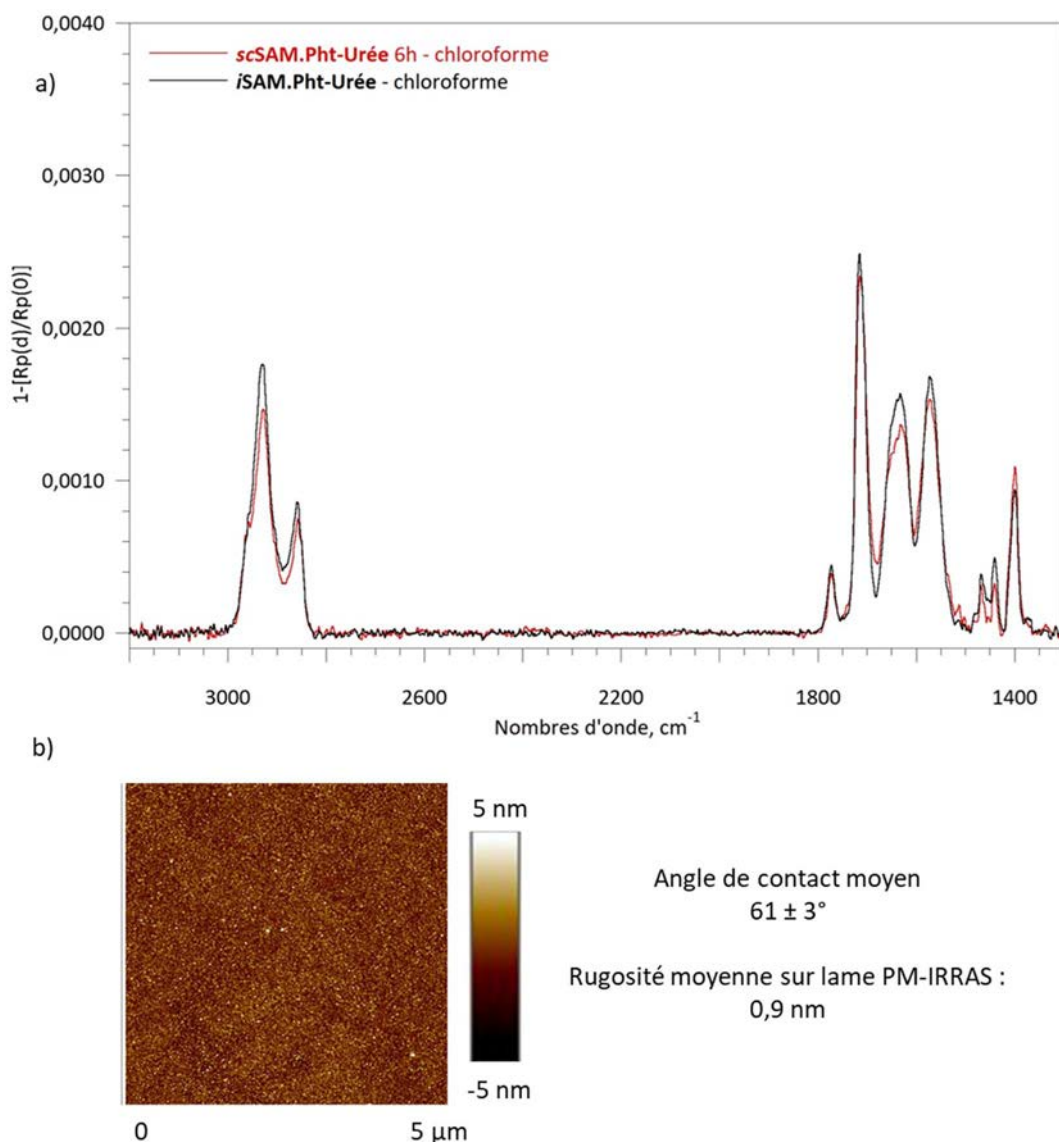 0,0040
scSAM.Pht-Urée 6h - chloroforme
iSAM.Pht-Urée - chloroforme
a)
0,0030
1-[Rp(d)/Rp(0)]
0,0020
0,0010
0,0000
3000 2600 2200 1800 1400
Nombres d'onde, cm-1
b)
5 nm
-5 nm
0 5 µm
Angle de contact moyen
61 ± 3°
Rugosité moyenne sur lame PM-IRRAS :
0,9 nm